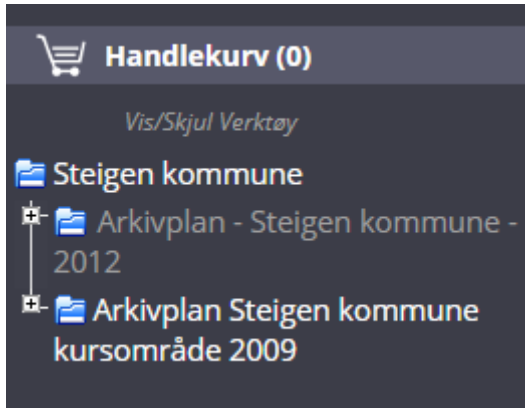 Handlekurv (0)
Vis/Skjul Verktøy
Steigen kommune
Arkivplan - Steigen kommune -
2012
Arkivplan Steigen kommune
kursområde 2009